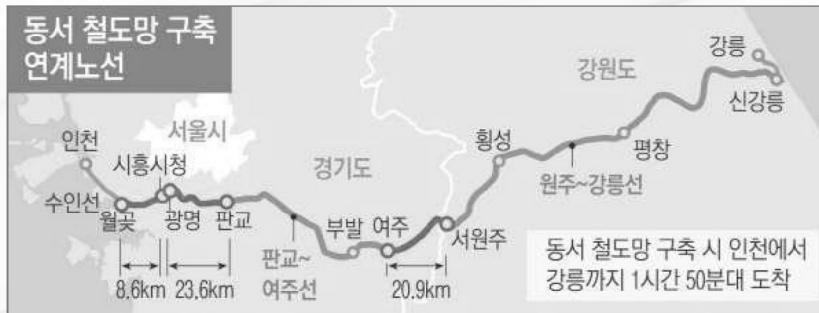 동서 철도망 구축
연계노선
강릉
강원도
신강릉
서울시
인천
횡성
시흥시청
경기도
평창
수인선
원주~강릉선
월곶
광명
판교
부발
여주
서원주
판교~
여주선
동서 철도망 구축 시 인천에서
강릉까지 1시간 50분대 도착
8.6km
23.6km
20.9km